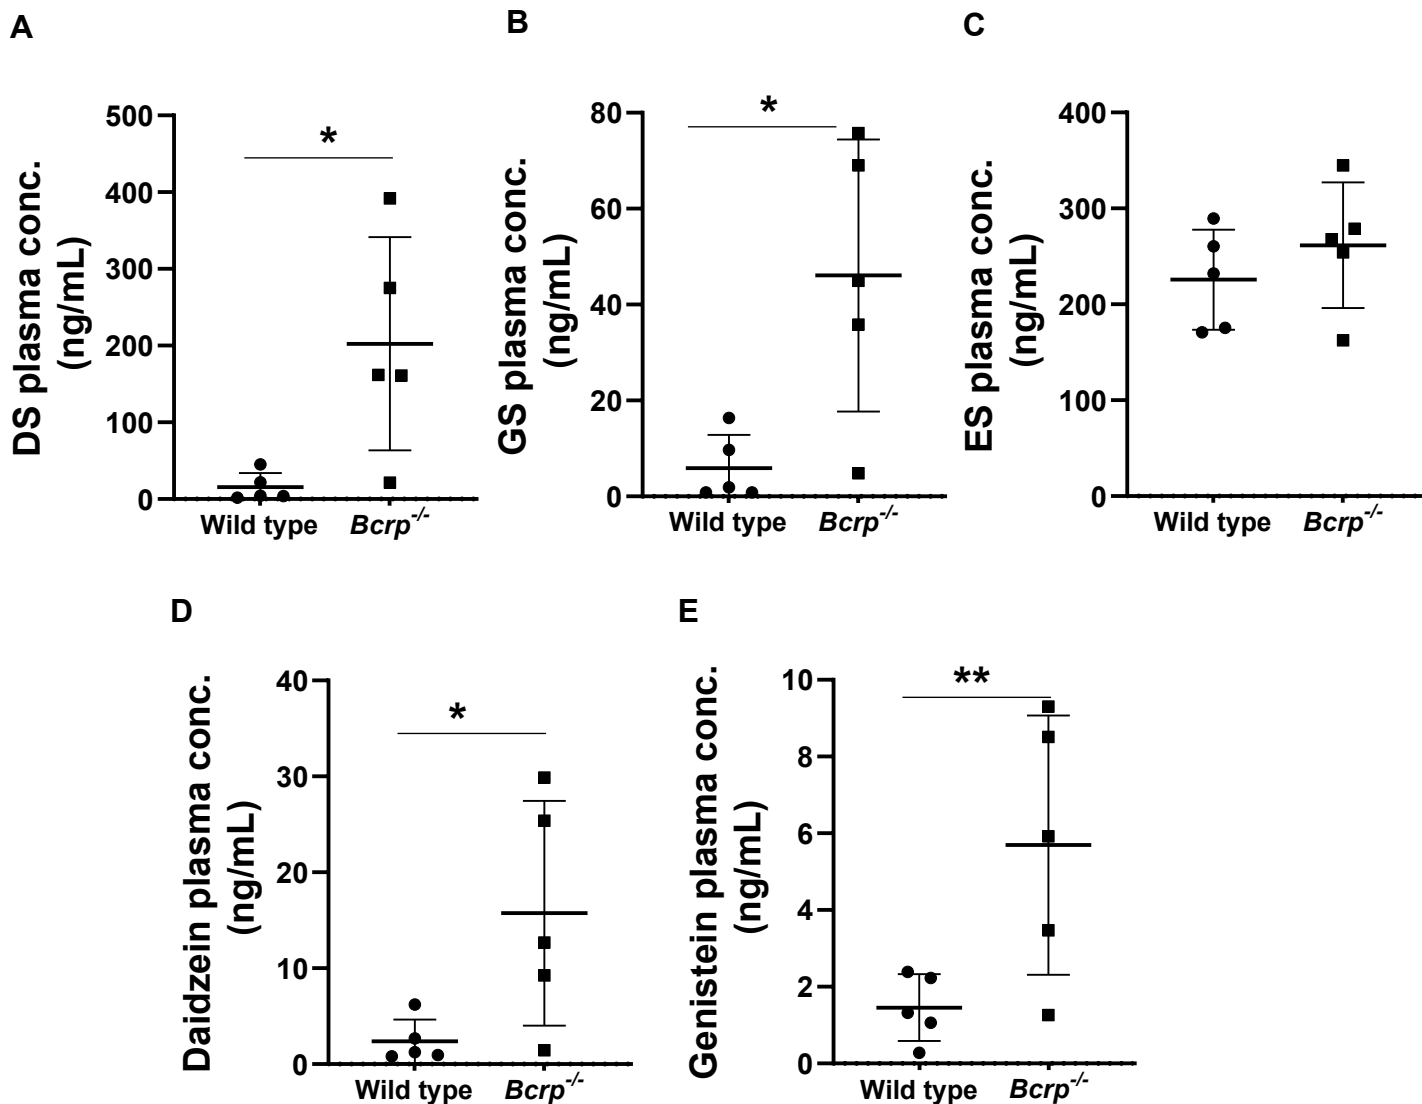 A
B
C
DS plasma conc.
(ng/mL)
500
400
300
200
100
0
*
Wild type
Bcrp-/-
GS plasma conc.
(ng/mL)
80
60
40
20
0
*
Wild type
Bcrp-/-
ES plasma conc.
(ng/mL)
400
300
200
100
0
Wild type
Bcrp-/-
D
E
Daidzein plasma conc.
(ng/mL)
40
30
20
10
0
*
Wild type
Bcrp-/-
Genistein plasma conc.
(ng/mL)
10
8
6
4
2
0
**
Wild type
Bcrp-/-